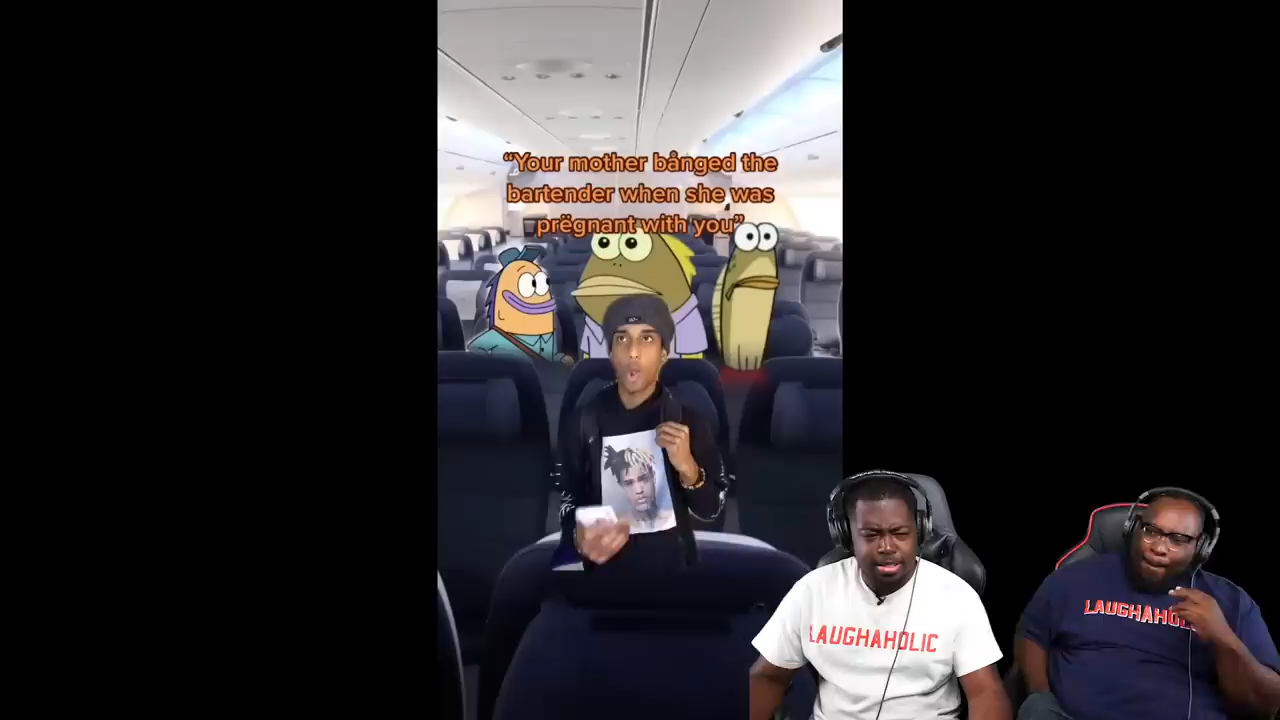 “Your mother bånged the
bartender when she was
prëgnant with you”
LAUGHAHOLIC
LAUGHAHOL